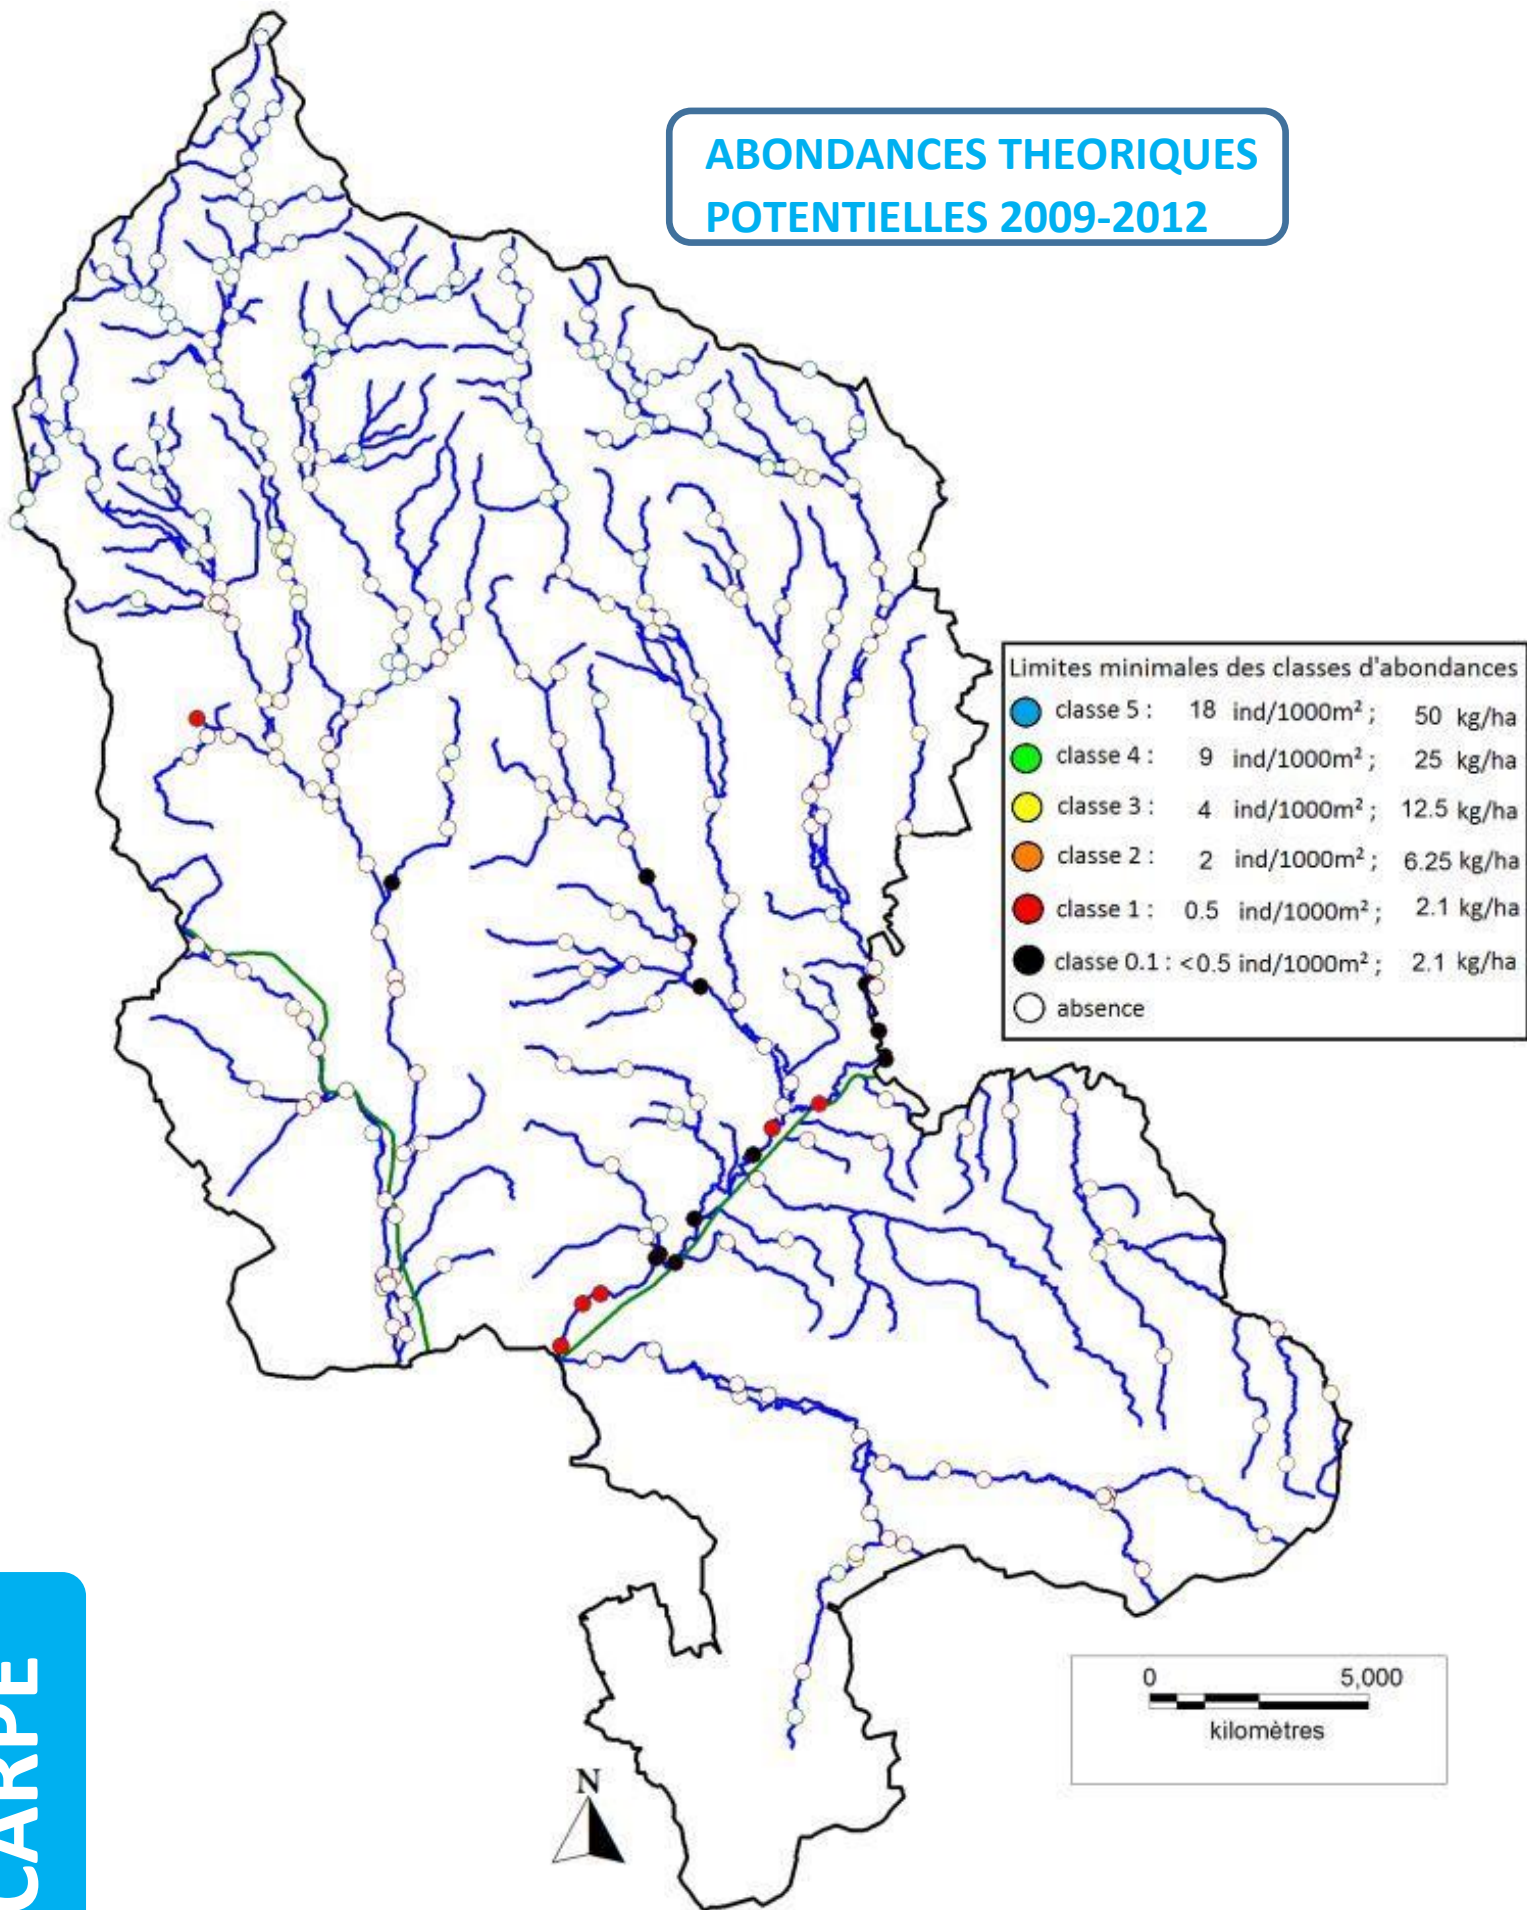 ABONDANCES THEORIQUES
POTENTIELLES 2009-2012
Limites minimales des classes d'abondances
classe 5 : 18 ind/1000m² ; 50 kg/ha
classe 4 : 9 ind/1000m² ; 25 kg/ha
classe 3 : 4 ind/1000m² ; 12.5 kg/ha
classe 2 : 2 ind/1000m² ; 6.25 kg/ha
classe 1 : 0.5 ind/1000m² ; 2.1 kg/ha
classe 0.1 : <0.5 ind/1000m² ; 2.1 kg/ha
absence
CARPE
0 5,000
kilomètres
N